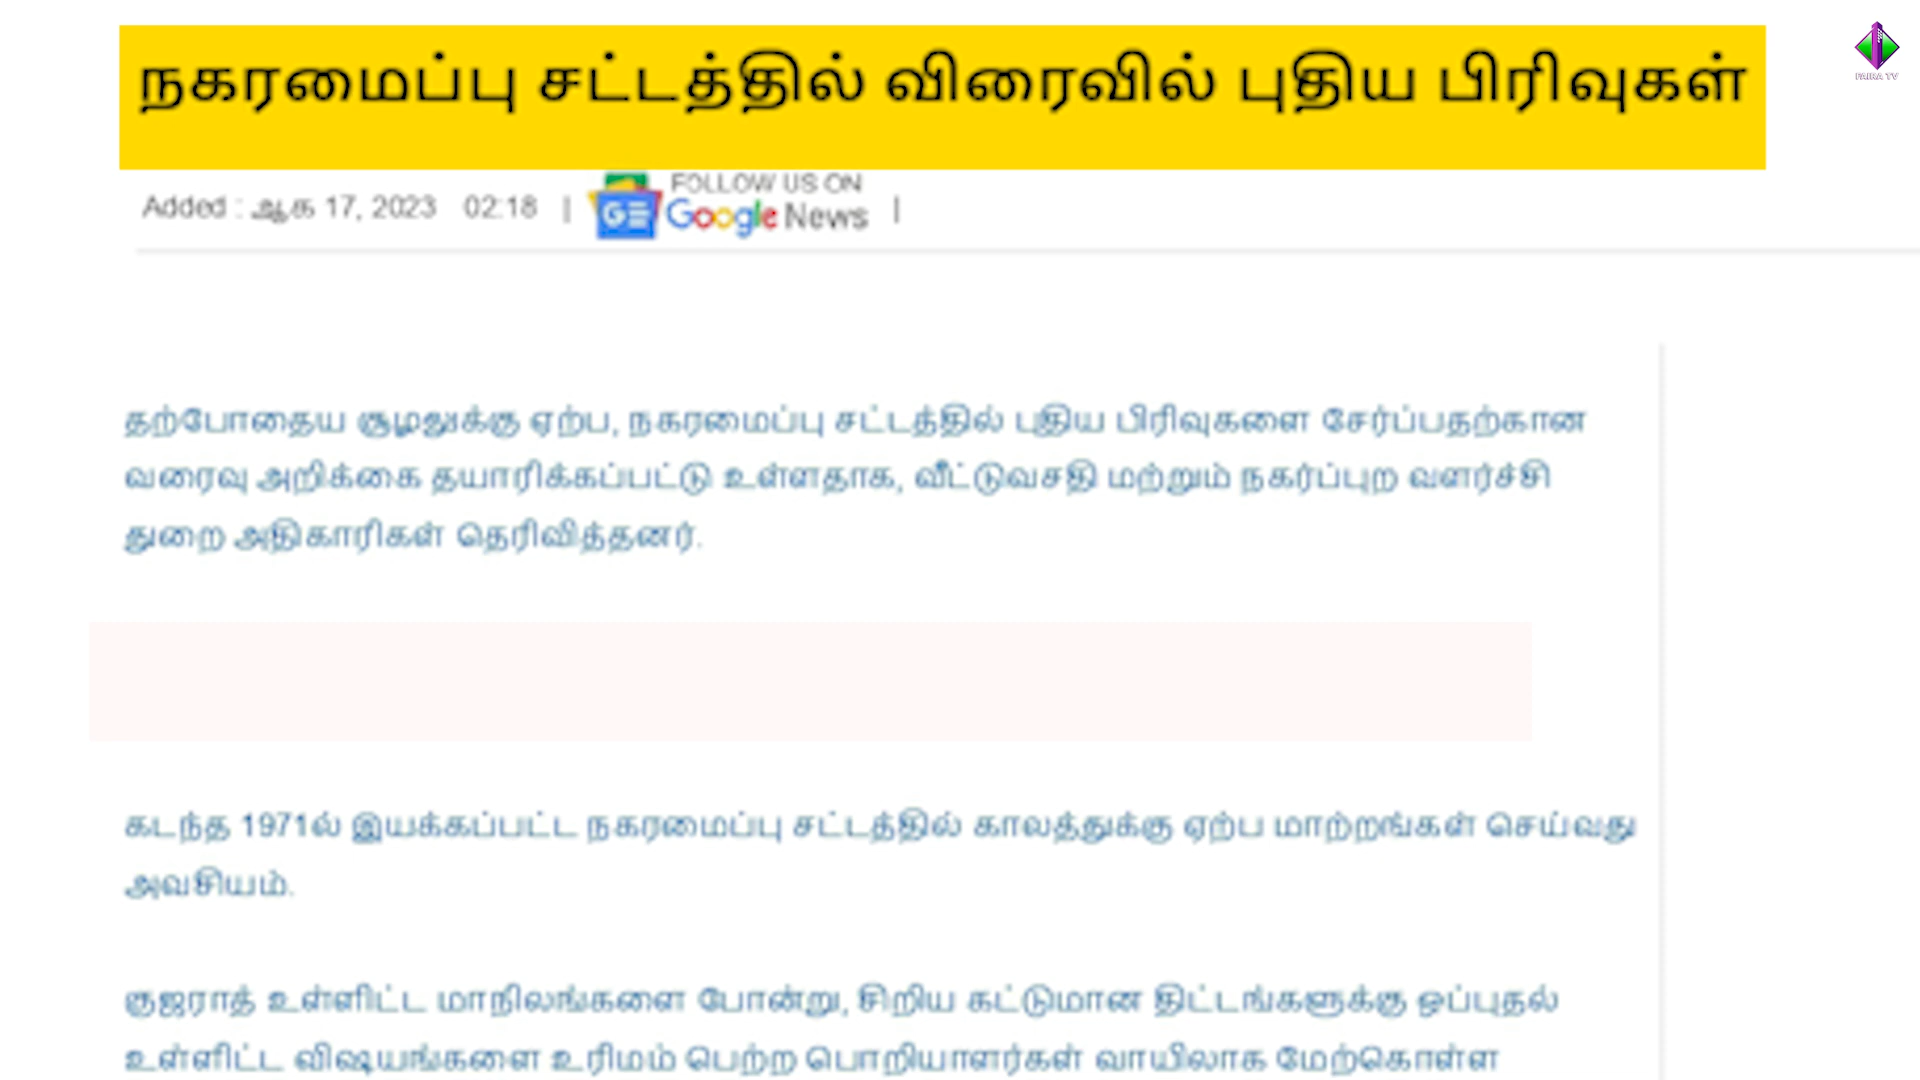 நகரமைப்பு சட்டத்தில் விரைவில் புதிய பிரிவுகள்
FAIRA TV
Added : ஆக 17, 2023 02:18 | GE FOLLOW US ON Google News |
தற்போதைய சூழலுக்கு ஏற்ப, நகரமைப்பு சட்டத்தில் புதிய பிரிவுகளை சேர்ப்பதற்கான
வரைவு அறிக்கை தயாரிக்கப்பட்டு உள்ளதாக, வீட்டுவசதி மற்றும் நகர்ப்புற வளர்ச்சி
துறை அதிகாரிகள் தெரிவித்தனர்.
கடந்த 1971ல் இயக்கப்பட்ட நகரமைப்பு சட்டத்தில் காலத்துக்கு ஏற்ப மாற்றங்கள் செய்வது
அவசியம்.
குஜராத் உள்ளிட்ட மாநிலங்களை போன்று, சிறிய கட்டுமான திட்டங்களுக்கு ஒப்புதல்
உள்ளிட்ட விஷயங்களை உரிமம் பெற்ற பொறியாளர்கள் வாயிலாக மேற்கொள்ள